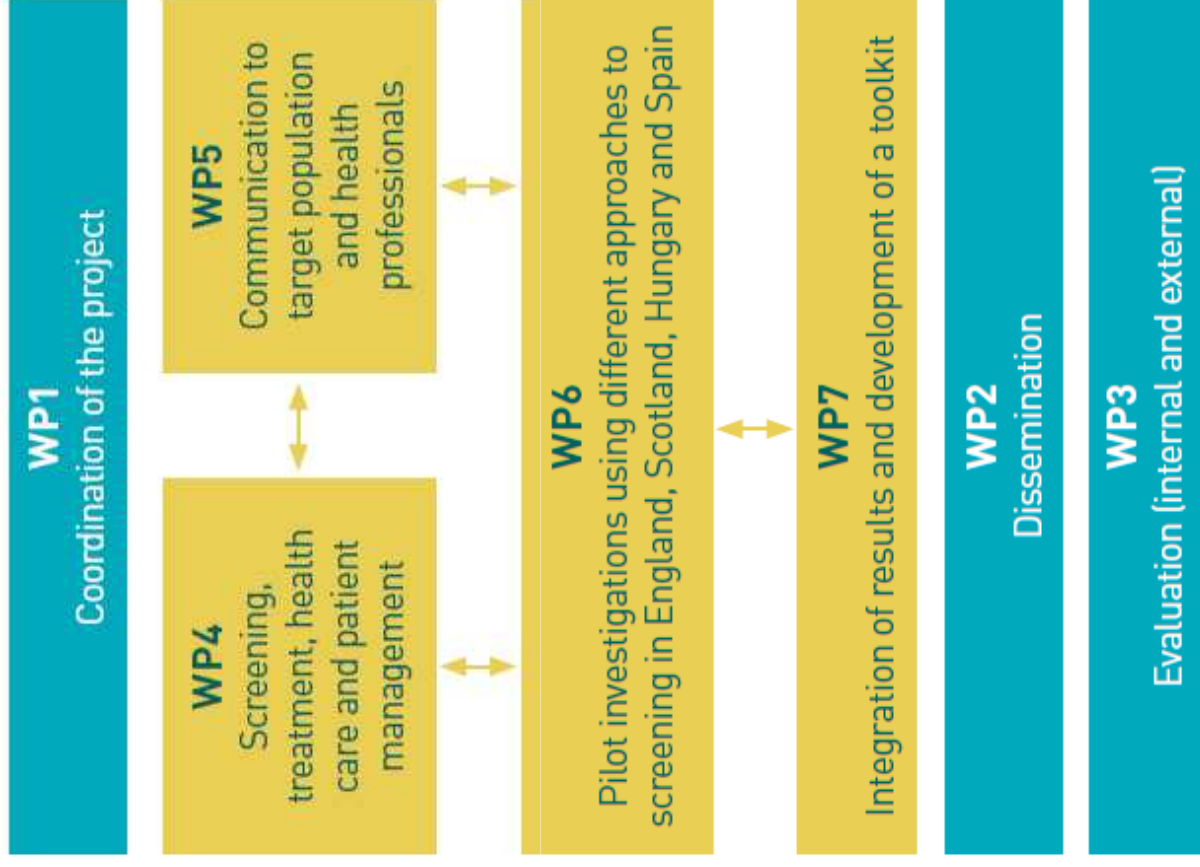 WP1
Coordination of the project
WP4
Screening,
treatment, health
care and patient
management
WP5
Communication to
target population
and health
professionals
WP6
Pilot investigations using different approaches to
screening in England, Scotland, Hungary and Spain
WP7
Integration of results and development of a toolkit
WP2
Dissemination
WP3
Evaluation (internal and external)